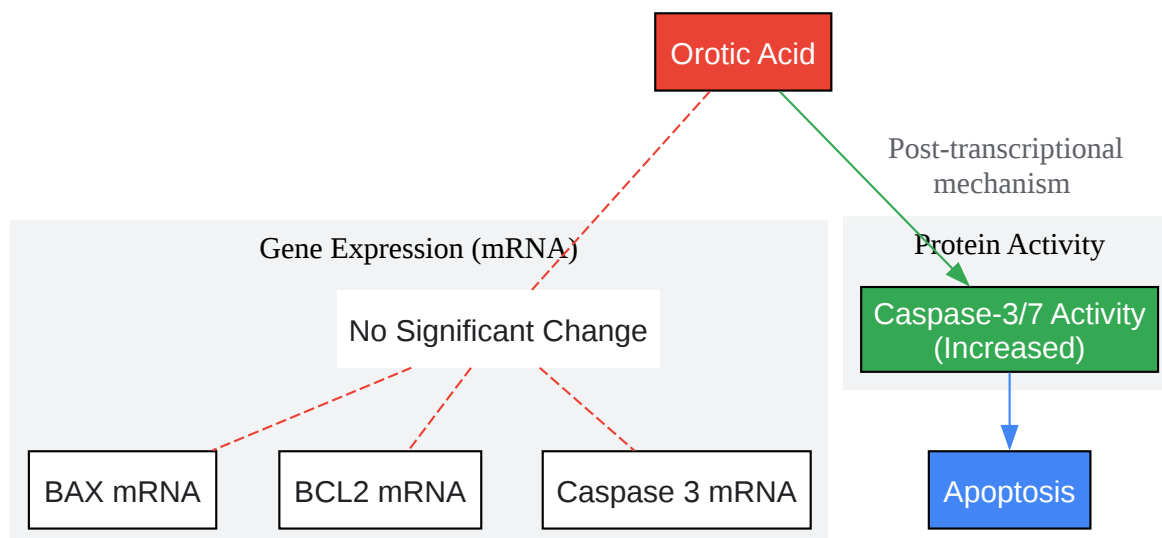 Orotic Acid
Post-transcriptional
mechanism
Gene Expression (mRNA)
Protein Activity
No Significant Change
Caspase-3/7 Activity
(Increased)
BAX mRNA
BCL2 mRNA
Caspase 3 mRNA
Apoptosis